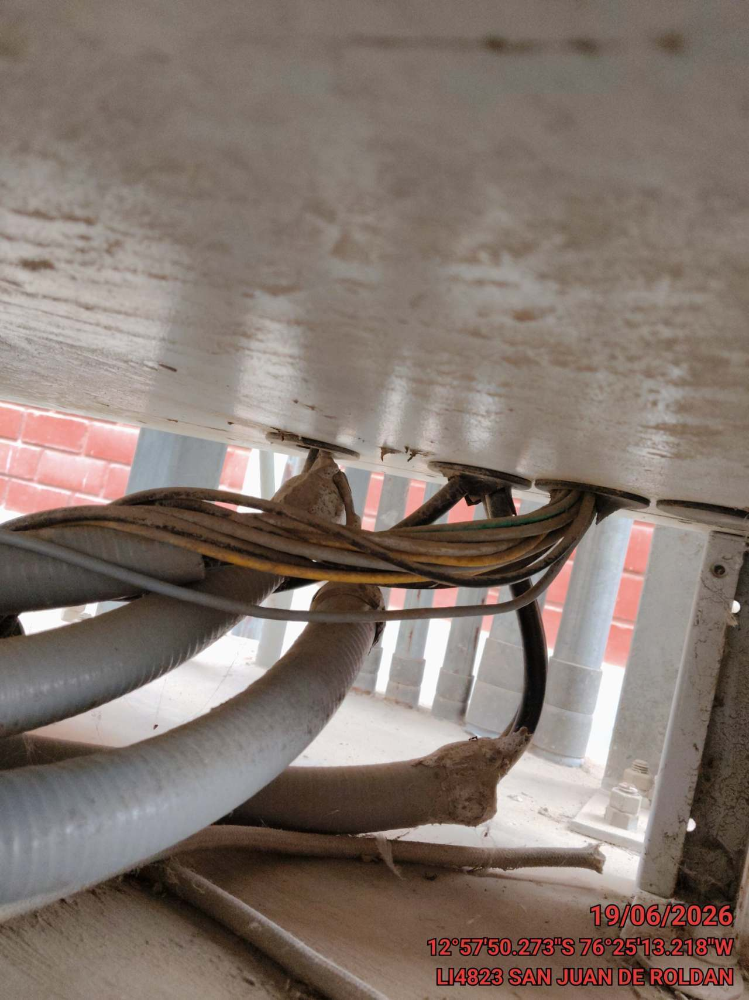 19/06/2026
12°57'50.273"S 76°25'13.218"W
LI4823 SAN JUAN DE ROLDAN